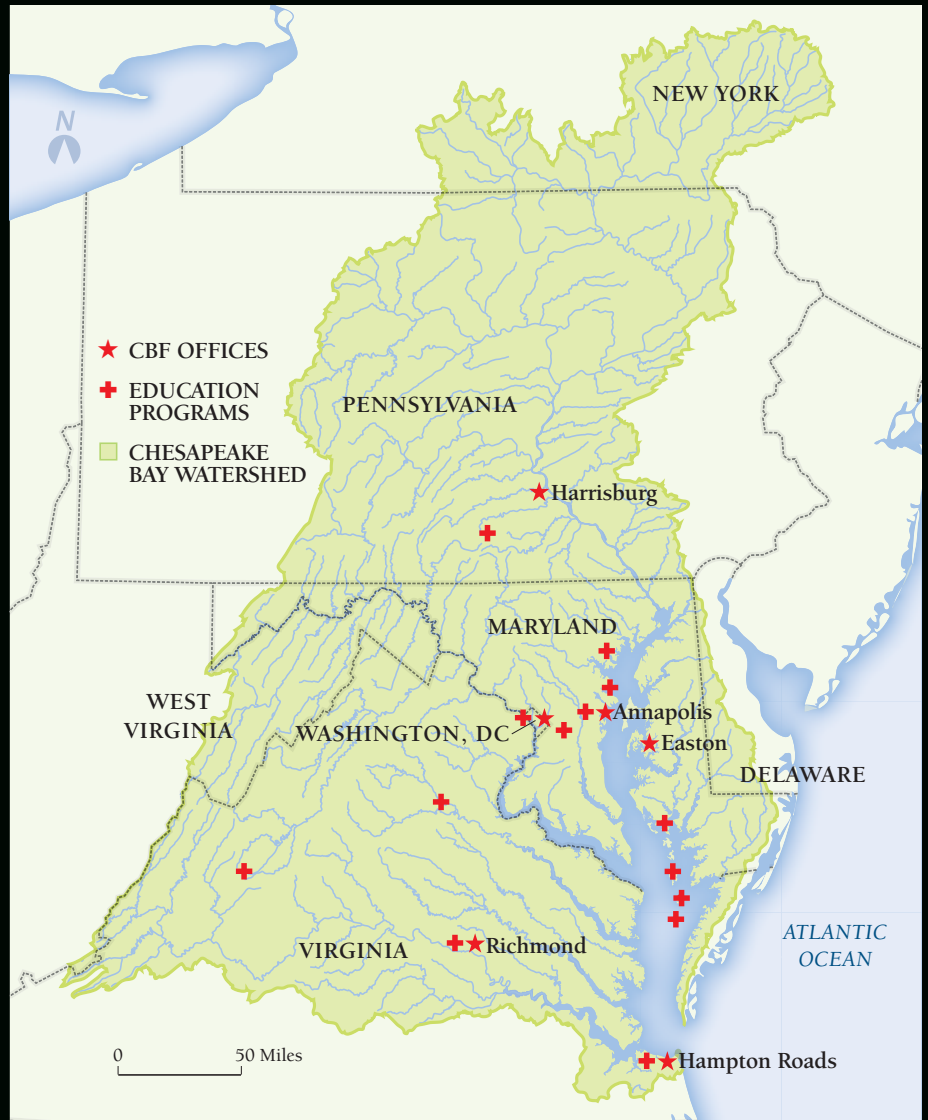 NEW YORK
N
★ CBF OFFICES
EDUCATION
PROGRAMS
CHESAPEAKE
BAY WATERSHED
PENNSYLVANIA
Harrisburg
MARYLAND
WEST
VIRGINIA
WASHINGTON, DC
Annapolis
Easton
DELAWARE
VIRGINIA
Richmond
ATLANTIC
OCEAN
0 50 Miles
Hampton Roads